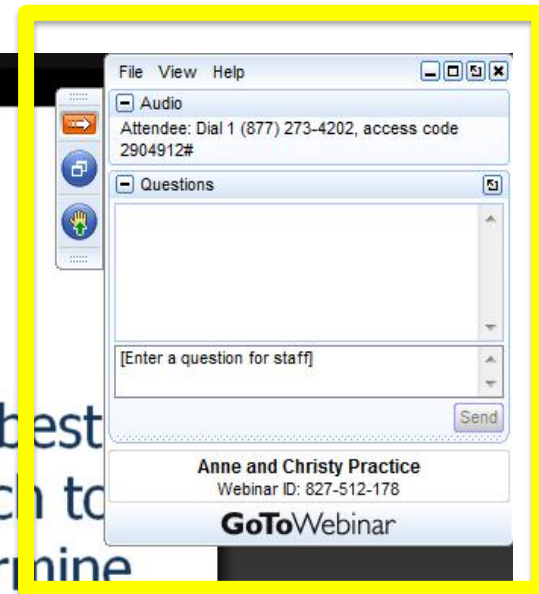 File View Help
Audio
Attendee: Dial 1 (877) 273-4202, access code
2904912#
Questions
[Enter a question for staff]
Send
best
ch to
rmine
Anne and Christy Practice
Webinar ID: 827-512-178
GoToWebinar